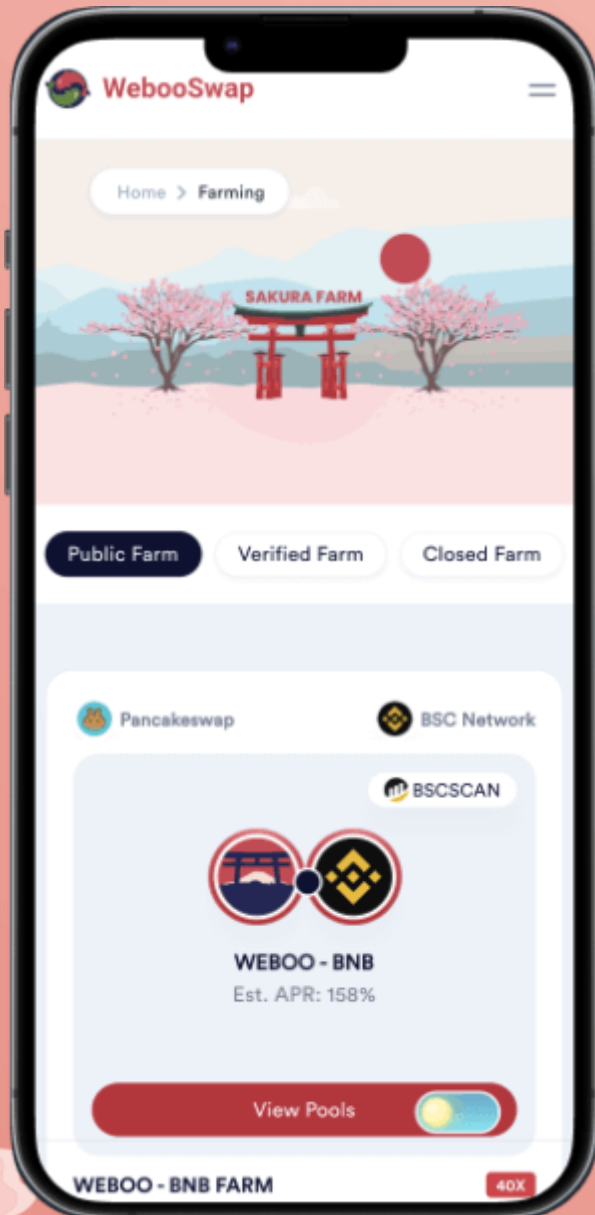 WebooSwap
Home > Farming
SAKURA FARM
Public Farm Verified Farm Closed Farm
Pancakeswap BSC Network
BSCSCAN
WEBOO - BNB
Est. APR: 158%
View Pools
WEBOO - BNB FARM 40X